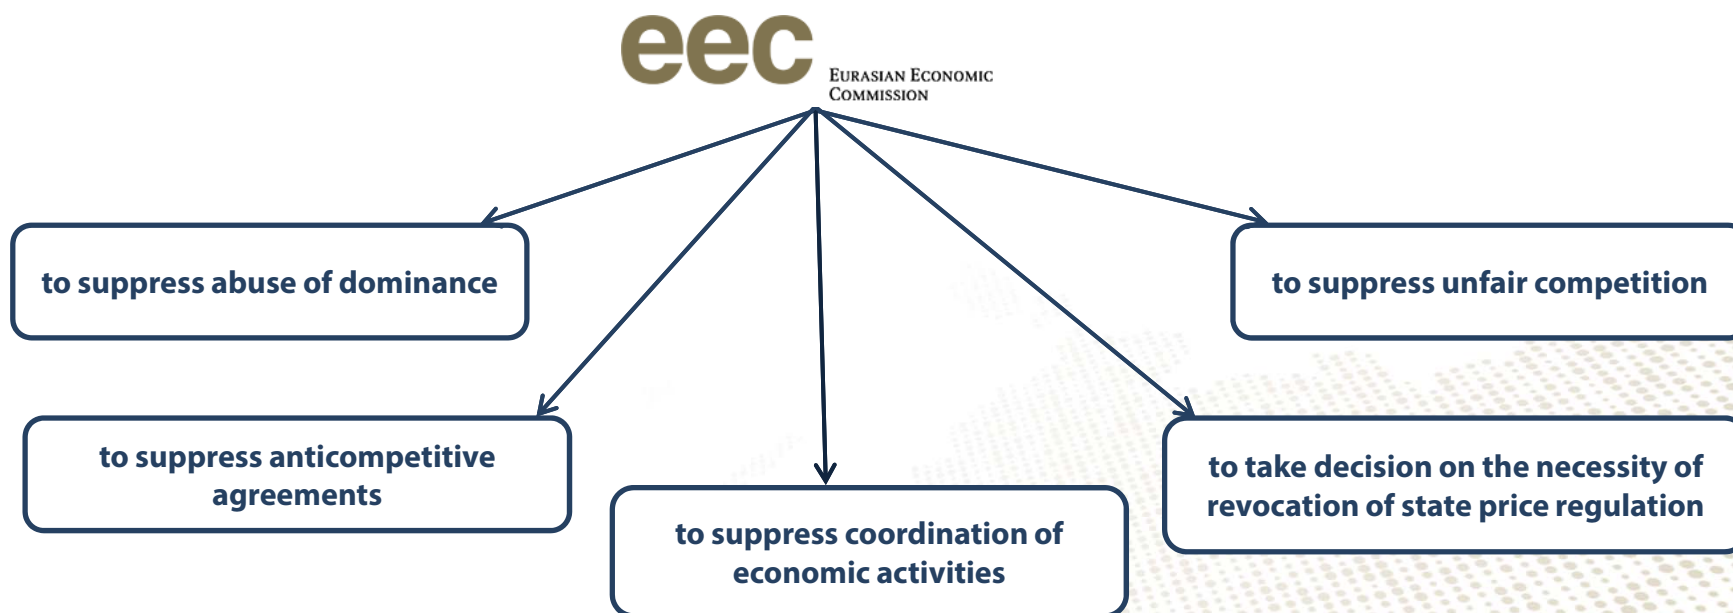 eec
EURASIAN ECONOMIC
COMMISSION
to suppress abuse of dominance
to suppress unfair competition
to suppress anticompetitive
agreements
to take decision on the necessity of
revocation of state price regulation
to suppress coordination of
economic activities